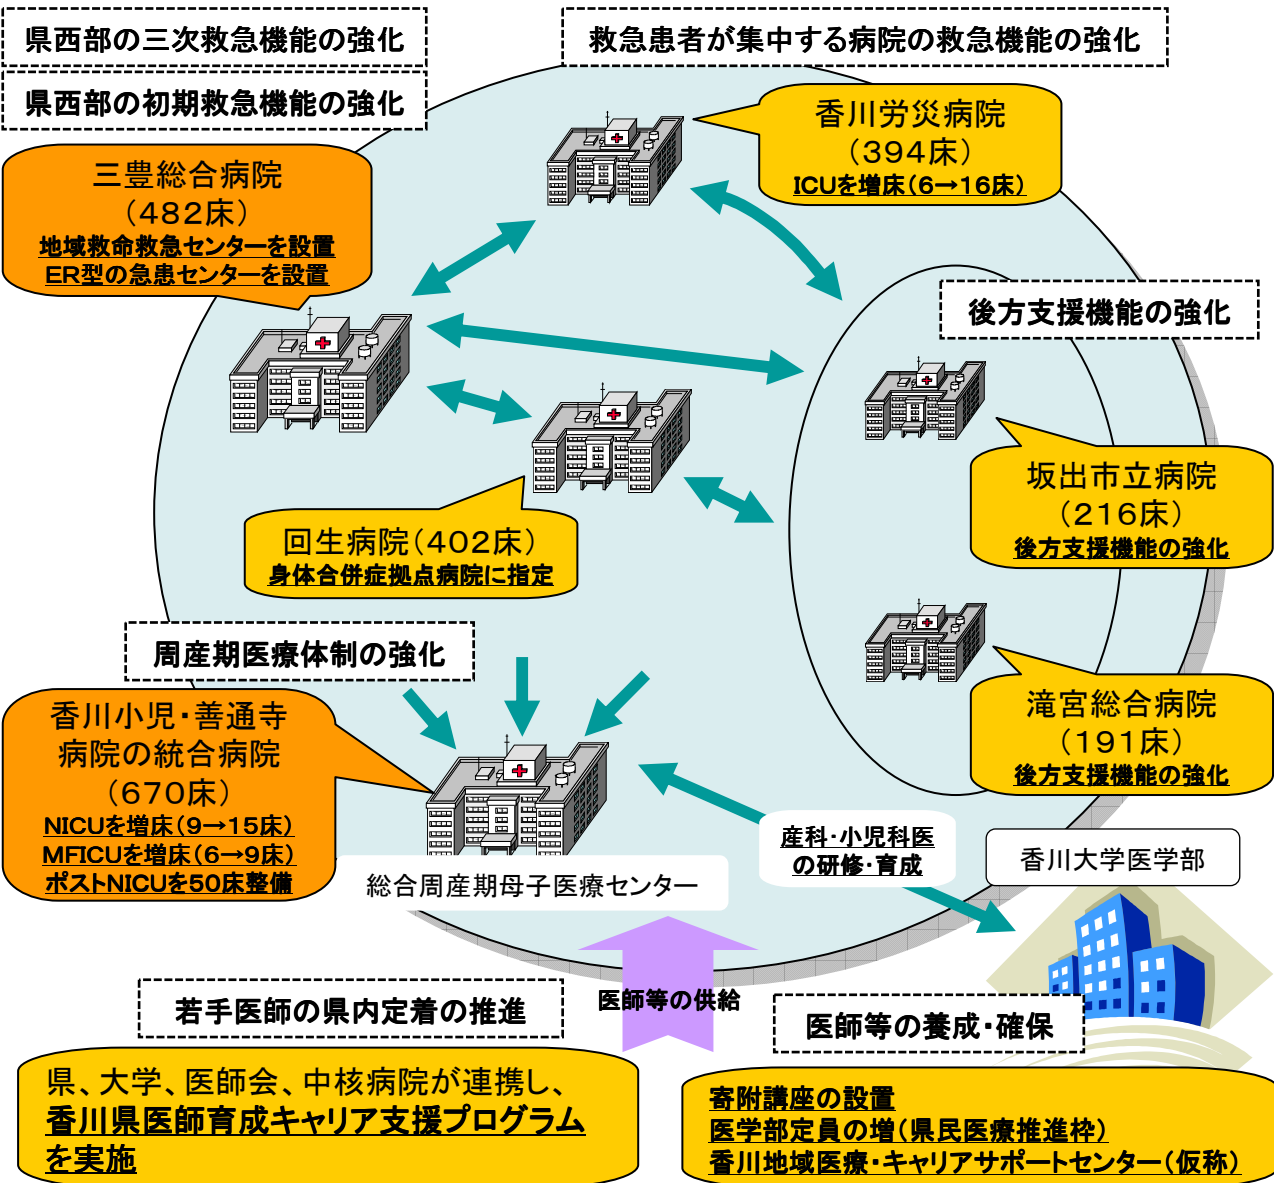 県西部の三次救急機能の強化
救急患者が集中する病院の救急機能の強化
県西部の初期救急機能の強化
香川労災病院
(394床)
ICUを増床(6→16床)
三豊総合病院
(482床)
地域救命救急センターを設置
ER型の急患センターを設置
後方支援機能の強化
坂出市立病院
(216床)
後方支援機能の強化
回生病院(402床)
身体合併症拠点病院に指定
周産期医療体制の強化
滝宮総合病院
(191床)
後方支援機能の強化
香川小児・善通寺
病院の統合病院
(670床)
NICUを増床(9→15床)
MFICUを増床(6→9床)
ポストNICUを50床整備
総合周産期母子医療センター
産科・小児科医
の研修・育成
香川大学医学部
医師等の供給
若手医師の県内定着の推進
医師等の養成・確保
県、大学、医師会、中核病院が連携し、
香川県医師育成キャリア支援プログラム
を実施
寄附講座の設置
医学部定員の増(県民医療推進枠)
香川地域医療・キャリアサポートセンター(仮称)